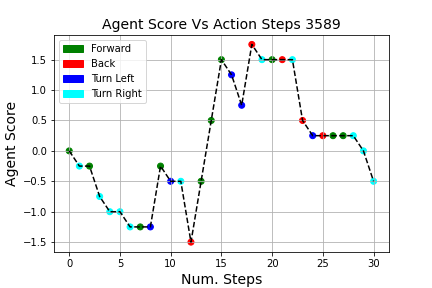 Agent Score Vs Action Steps 3589
Forward
Back
Turn Left
Turn Right
Agent Score
1.5
1.0
0.5
0.0
−0.5
−1.0
−1.5
0 5 10 15 20 25 30
Num. Steps